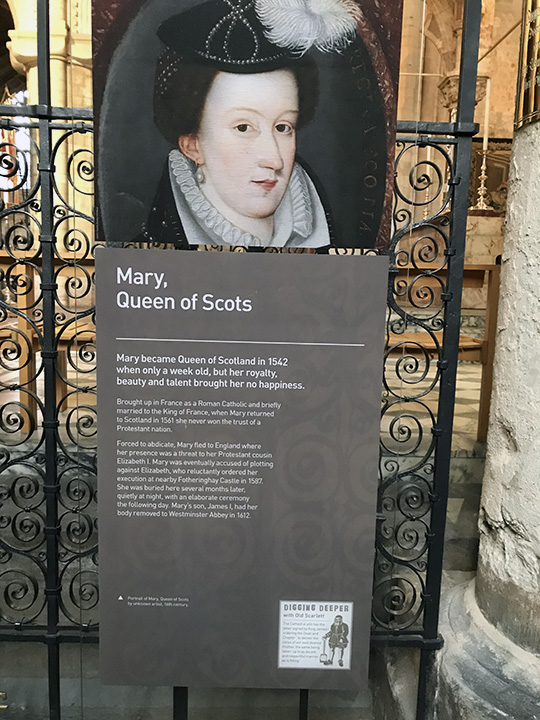 Mary,
Queen of Scots
Mary became Queen of Scotland in 1542
when only a week old, but her royalty,
beauty and talent brought her no happiness.
Brought up in France as a Roman Catholic and briefly
married to the King of France, when Mary returned
to Scotland in 1561 she never won the trust of a
Protestant nation.
Forced to abdicate, Mary fled to England where
her presence was a threat to her Protestant cousin
Elizabeth I. Mary was eventually accused of plotting
against Elizabeth, who reluctantly ordered her
execution at nearby Fotheringhay Castle in 1587.
She was buried here several months later,
quietly at night, with an elaborate ceremony
the following day. Mary's son, James I, had her
body removed to Westminster Abbey in 1612.
Portrait of Mary, Queen of Scots
by unknown artist, 16th century
DIGGING DEEPER
with Old Scarlett